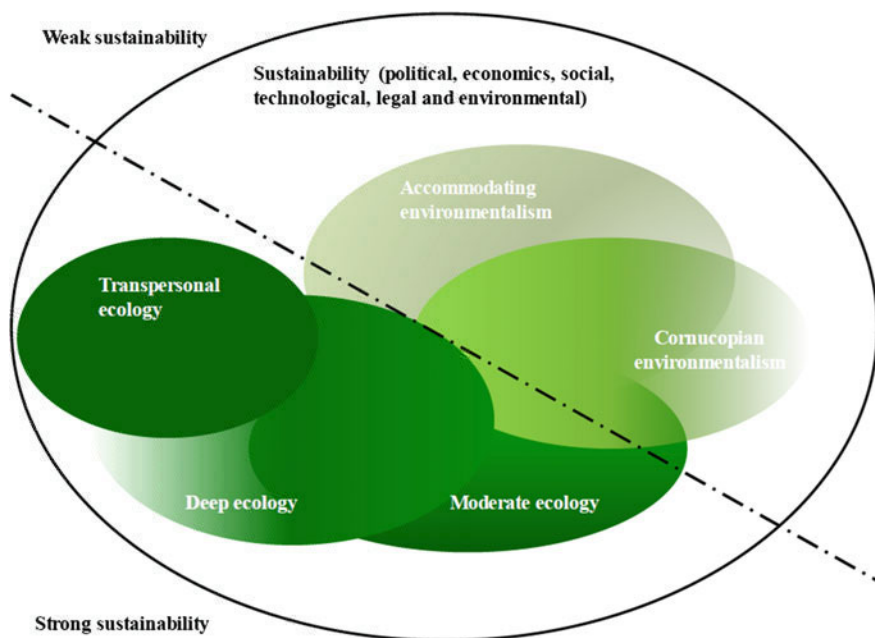 Weak sustainability
Sustainability (political, economics, social,
technological, legal and environmental)
Accommodating
environmentalism
Transpersonal
ecology
Cornucopian
environmentalism
Deep ecology
Moderate ecology
Strong sustainability